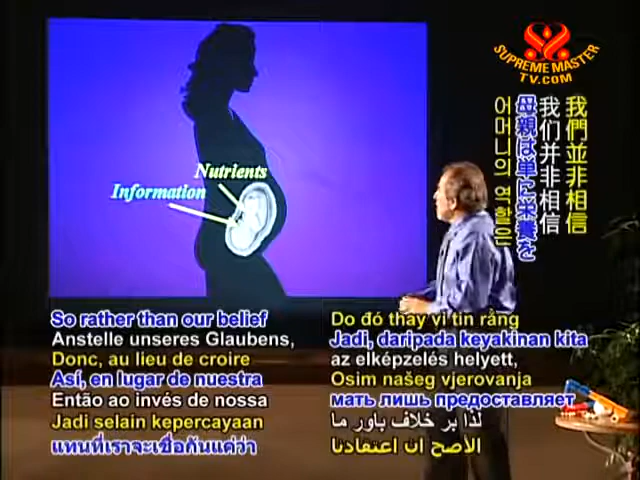 SUPREME MASTER
TV.COM
我們並非相信
我们并非相信
母親は単に栄養を
어머니의 역할은
Nutrients
Information
So rather than our belief
Anstelle unseres Glaubens,
Donc, au lieu de croire
Así, en lugar de nuestra
Então ao invés de nossa
Jadi selain kepercayaan
แทนที่เราจะเชื่อกันแค่ว่า
Do đó thay vì tin rằng
Jadi, daripada keyakinan kita
az elképzelés helyett,
Osim našeg vjerovanja
мать лишь предоставляет
لذا بر خلاف باور ما
الأصح ان اعتقادنا